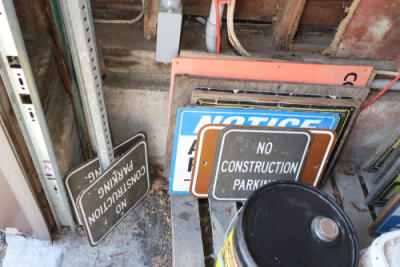 NOTICE
NO
CONSTRUCTION
PARKING
NO
CONSTRUCTION
PARKING